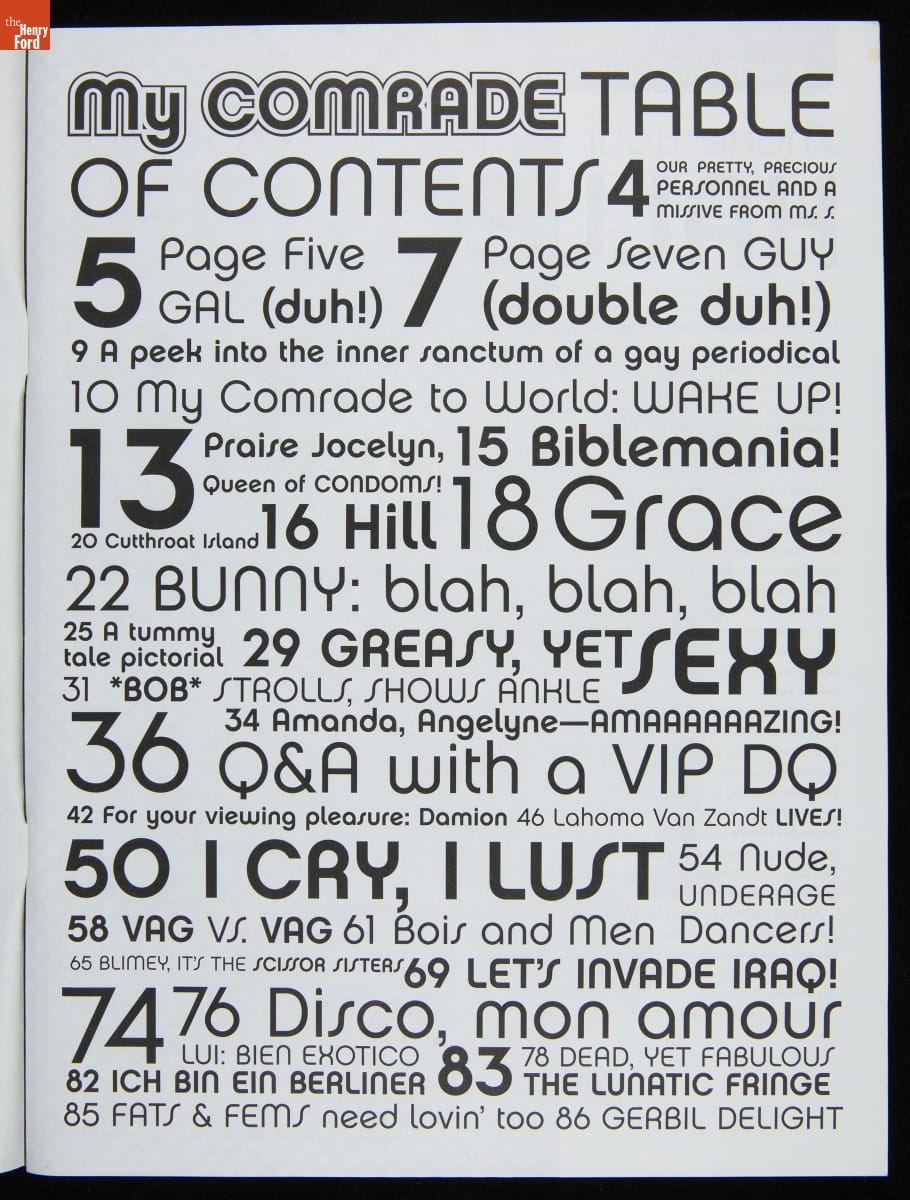 the
Henry
Ford
My COMRADE TABLE
OF CONTENTS 4 OUR PRETTY, PRECIOUS
PERSONNEL AND A
MISSIVE FROM MS. S.
5 Page Five
GAL (duh!) 7 Page Seven GUY
(double duh!)
9 A peek into the inner sanctum of a gay periodical
10 My Comrade to World: WAKE UP!
13 Praise Jocelyn,
Queen of CONDOMS! 15 Biblemania!
20 Cutthroat Island 16 Hill 18 Grace
22 BUNNY: blah, blah, blah
25 A tummy
tale pictorial 29 GREASY, YET SEXY
31 *BOB* STROLLS, SHOWS ANKLE
34 Amanda, Angelyne—AMAAAAAAZING!
36 Q&A with a VIP DQ
42 For your viewing pleasure: Damion 46 Lahoma Van Zandt LIVES!
50 I CRY, I LUST 54 Nude,
UNDERAGE
58 VAG VS. VAG 61 Bois and Men Dancers!
65 BLIMEY, IT'S THE SCISSOR SISTERS 69 LET'S INVADE IRAQ!
74 76 Disco, mon amour
LUI: BIEN EXOTICO 83 78 DEAD, YET FABULOUS
82 ICH BIN EIN BERLINER THE LUNATIC FRINGE
85 FATS & FEMS need lovin' too 86 GERBIL DELIGHT